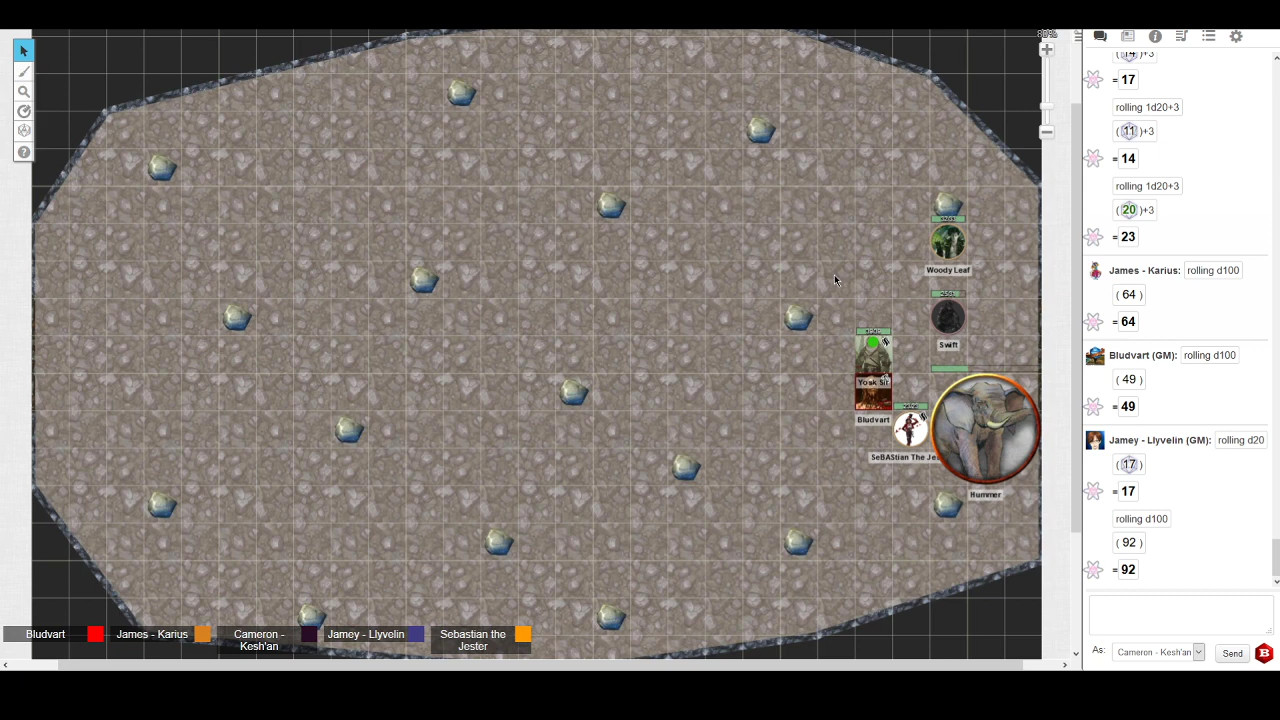 80%
Woody Leaf
Swift
Yosk Sir
Bludvart
SeBAStian The Je
Hummer
Bludvart
James - Karius
Cameron -
Kesh'an
Jamey - Llyvelin
Sebastian the
Jester
(14)+3
= 17
rolling 1d20+3
(11)+3
= 14
rolling 1d20+3
(20)+3
= 23
James - Karius: rolling d100
(64)
= 64
Bludvart (GM): rolling d100
(49)
= 49
Jamey - Llyvelin (GM): rolling d20
(17)
= 17
rolling d100
(92)
= 92
As: Cameron - Kesh'an Send